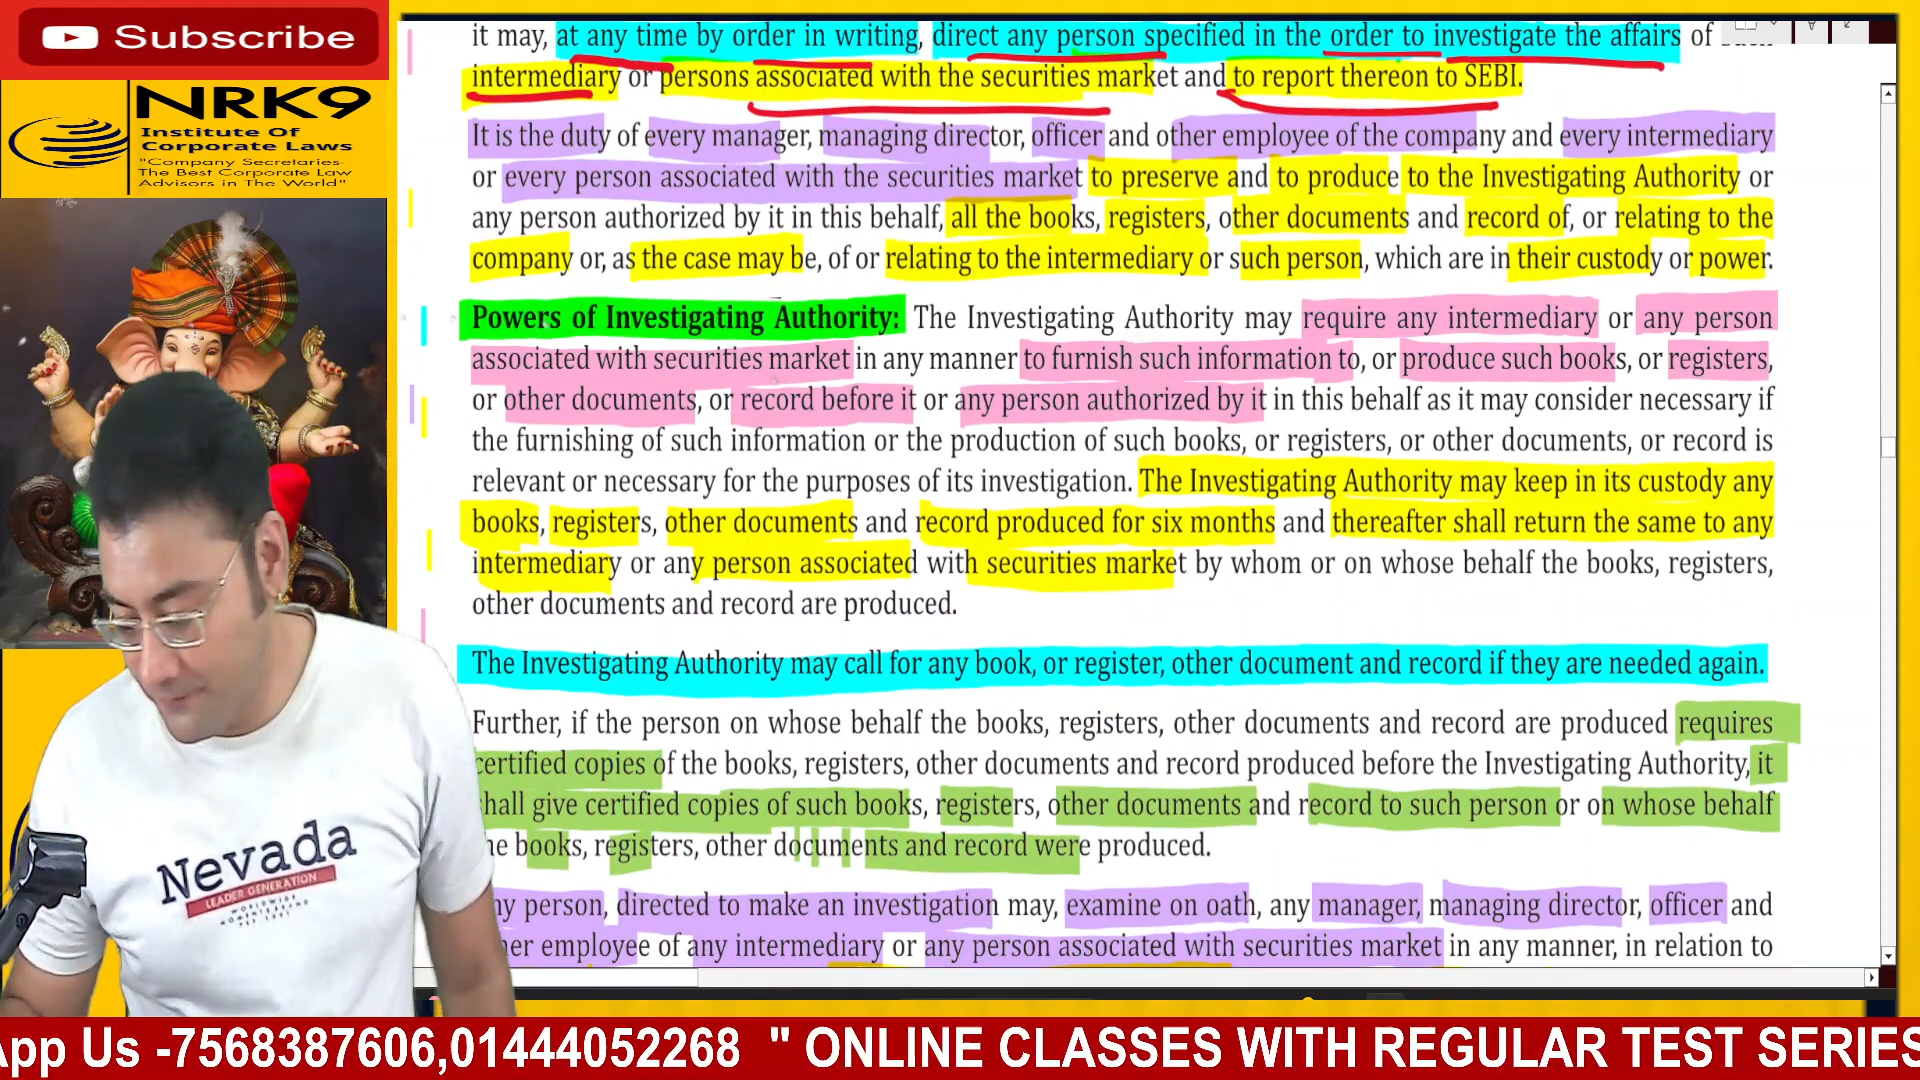 Subscribe
NRK9
Institute Of
Corporate Laws
"Company Secretaries-
The Best Corporate Law
Advisors in The World"
it may, at any time by order in writing, direct any person specified in the order to investigate the affairs of such
intermediary or persons associated with the securities market and to report thereon to SEBI.
It is the duty of every manager, managing director, officer and other employee of the company and every intermediary
or every person associated with the securities market to preserve and to produce to the Investigating Authority or
any person authorized by it in this behalf, all the books, registers, other documents and record of, or relating to the
company or, as the case may be, of or relating to the intermediary or such person, which are in their custody or power.
Powers of Investigating Authority: The Investigating Authority may require any intermediary or any person
associated with securities market in any manner to furnish such information to, or produce such books, or registers,
or other documents, or record before it or any person authorized by it in this behalf as it may consider necessary if
the furnishing of such information or the production of such books, or registers, or other documents, or record is
relevant or necessary for the purposes of its investigation. The Investigating Authority may keep in its custody any
books, registers, other documents and record produced for six months and thereafter shall return the same to any
intermediary or any person associated with securities market by whom or on whose behalf the books, registers,
other documents and record are produced.
The Investigating Authority may call for any book, or register, other document and record if they are needed again.
Further, if the person on whose behalf the books, registers, other documents and record are produced requires
certified copies of the books, registers, other documents and record produced before the Investigating Authority, it
shall give certified copies of such books, registers, other documents and record to such person or on whose behalf
he books, registers, other documents and record were produced.
ny person, directed to make an investigation may, examine on oath, any manager, managing director, officer and
her employee of any intermediary or any person associated with securities market in any manner, in relation to
Nevada
LEADER GENERATION
WORLDWIDE
App Us -7568387606,01444052268 " ONLINE CLASSES WITH REGULAR TEST SERIES